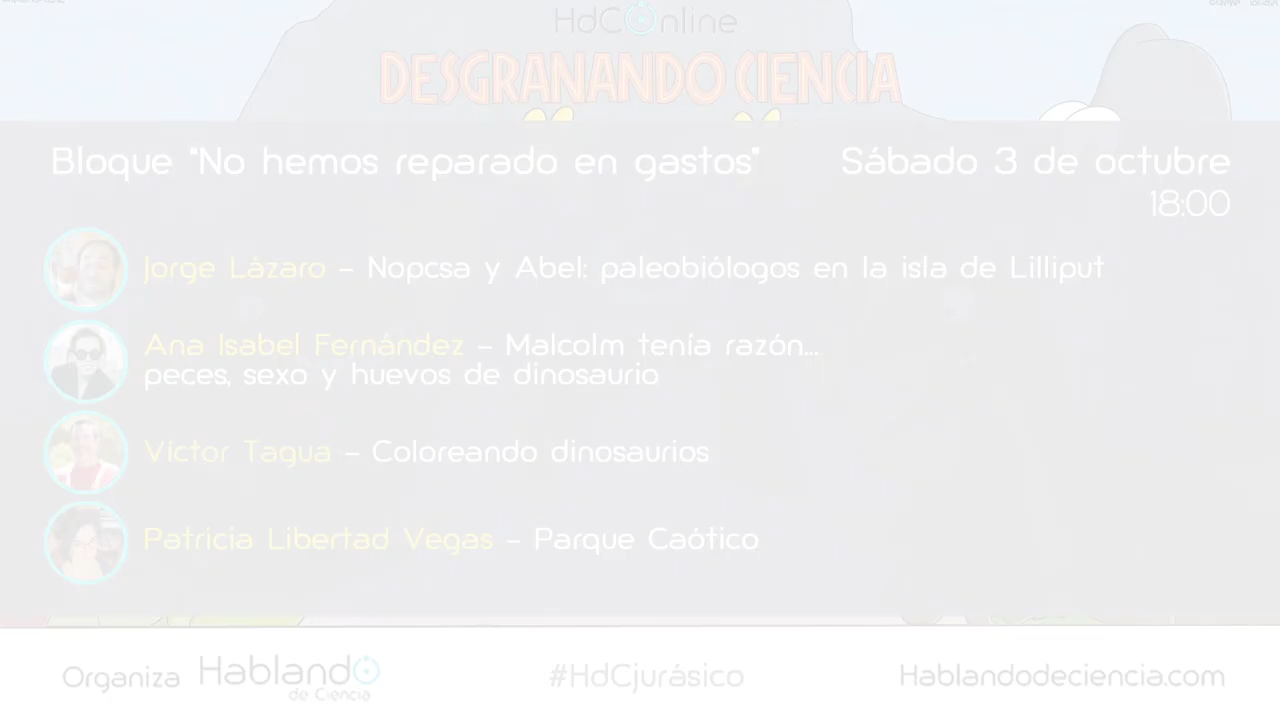 HdC Online
DESGRANANDO CIENCIA
Bloque "No hemos reparado en gastos"
Sábado 3 de octubre
18:00
Jorge Lázaro - Nopcsa y Abel: paleobiólogos en la isla de Lilliput
Ana Isabel Fernández - Malcolm tenía razón...
peces, sexo y huevos de dinosaurio
Víctor Tagua - Coloreando dinosaurios
Patricia Libertad Vegas - Parque Caótico
Organiza Hablando
de Ciencia
#HdCjurásico
Hablandodeciencia.com